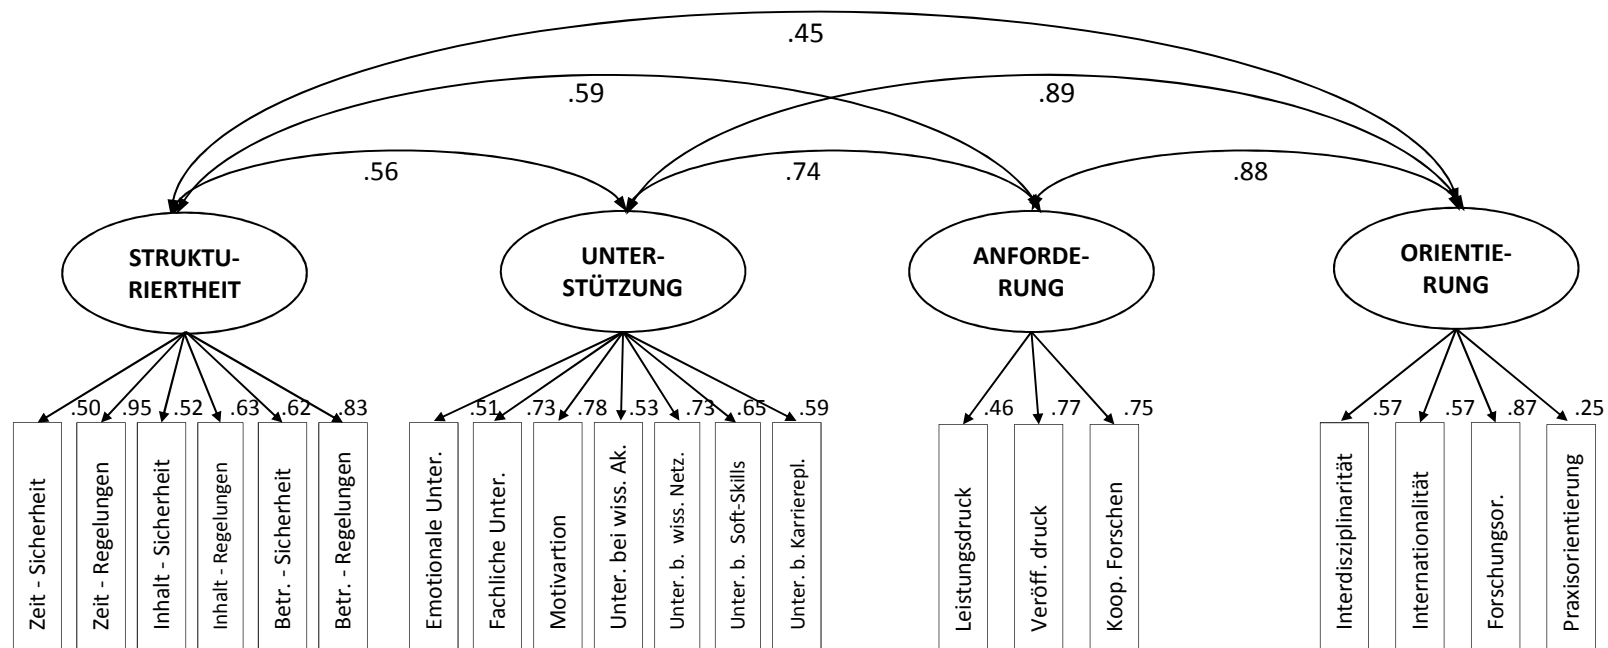 .45
.59
.89
.56
.74
.88
STRUKTU-
RIERTHEIT
UNTER-
STÜTZUNG
ANFORDE-
RUNG
ORIENTIE-
RUNG
.50
.95
.52
.63
.62
.83
.51
.73
.78
.53
.73
.65
.59
.46
.77
.75
.57
.57
.87
.25
Zeit - Sicherheit
Zeit - Regelungen
Inhalt - Sicherheit
Inhalt - Regelungen
Betr. - Sicherheit
Betr. - Regelungen
Emotionale Unter.
Fachliche Unter.
Motivartion
Unter. bei wiss. Ak.
Unter. b. wiss. Netz.
Unter. b. Soft-Skills
Unter. b. Karrierepl.
Leistungsdruck
Veröff. druck
Koop. Forschen
Interdisziplinarität
Internationalität
Forschungsor.
Praxisorientierung